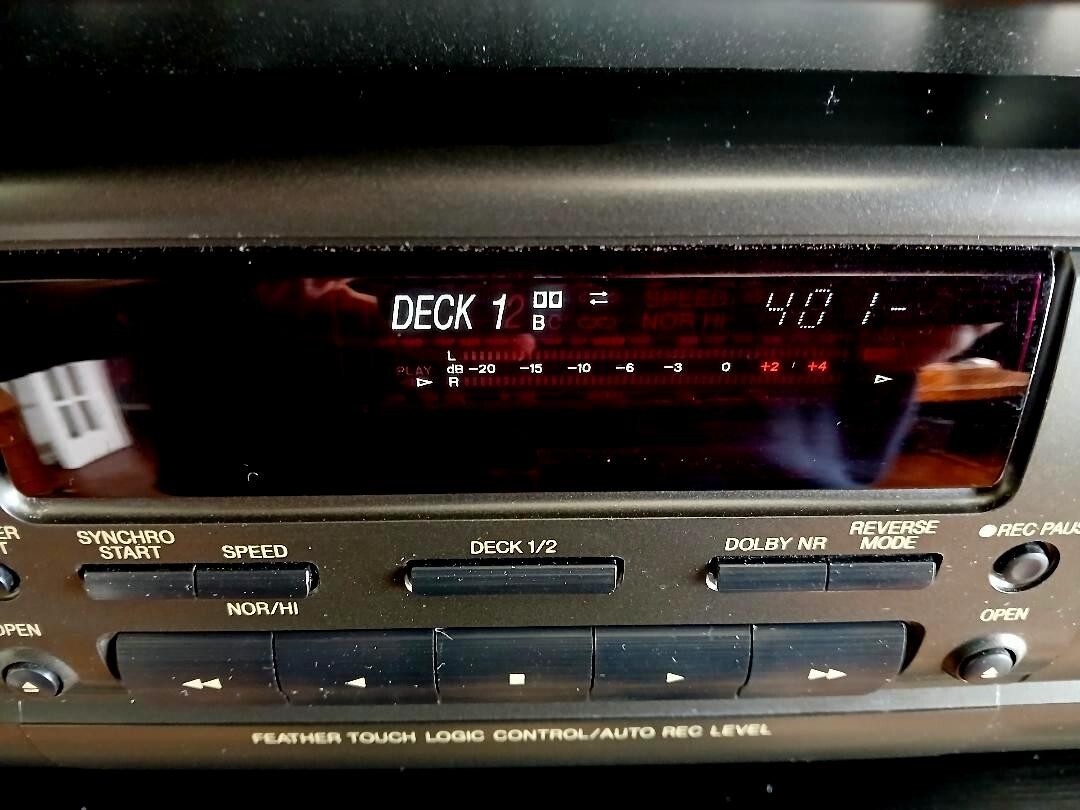 DECK 1 2 SPEED 401-
B C NOR HI
L
PLAY dB -20 -15 -10 -6 -3 0 +2 +4
R
SYNCHRO START
SPEED
NOR/HI
DECK 1/2
DOLBY NR
REVERSE MODE
●REC PAUS
OPEN
OPEN
FEATHER TOUCH LOGIC CONTROL/AUTO REC LEVEL